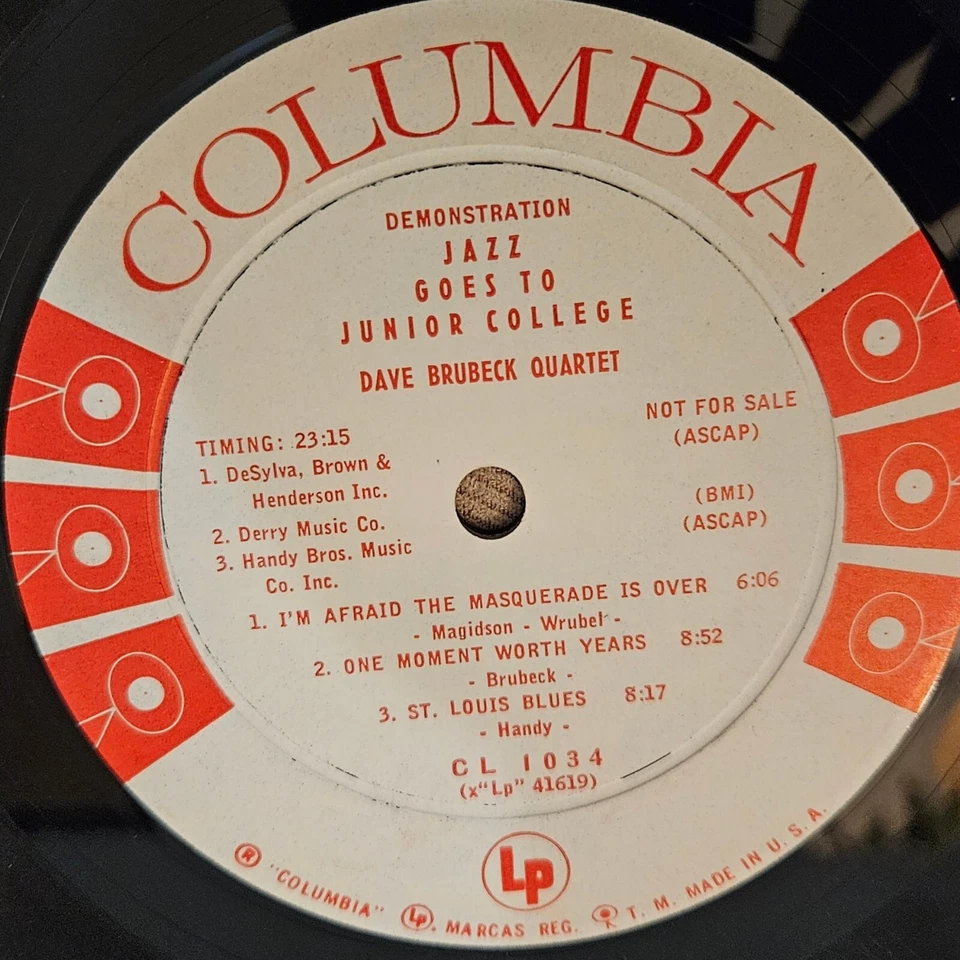 COLUMBIA
DEMONSTRATION
JAZZ
GOES TO
JUNIOR COLLEGE
DAVE BRUBECK QUARTET
NOT FOR SALE
TIMING: 23:15
(ASCAP)
1. DeSylva, Brown &
Henderson Inc.
2. Derry Music Co. (BMI)
3. Handy Bros. Music (ASCAP)
Co. Inc.
1. I'M AFRAID THE MASQUERADE IS OVER 6:06
- Magidson - Wrubel -
2. ONE MOMENT WORTH YEARS 8:52
- Brubeck -
3. ST. LOUIS BLUES 8:17
- Handy -
CL 1034
(x"Lp" 41619)
Lp
® "COLUMBIA" Lp. MARCAS REG. T. M. MADE IN U. S. A.